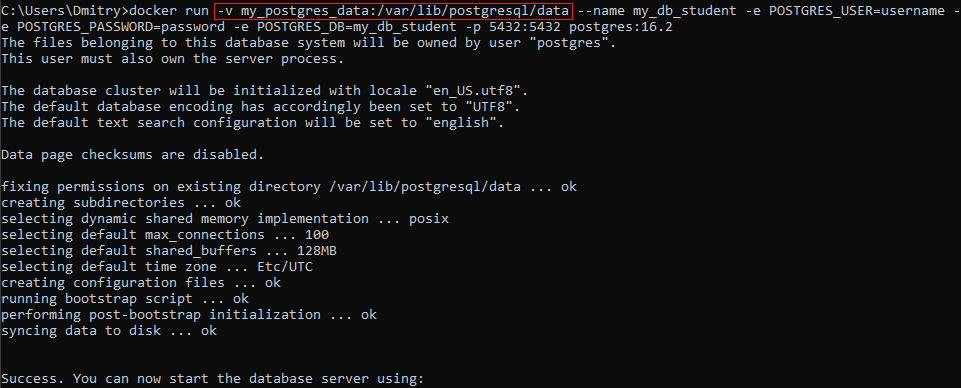 C:\Users\Dmitry>docker run -v my_postgres_data:/var/lib/postgresql/data --name my_db_student -e POSTGRES_USER=username -
e POSTGRES_PASSWORD=password -e POSTGRES_DB=my_db_student -p 5432:5432 postgres:16.2
The files belonging to this database system will be owned by user "postgres".
This user must also own the server process.
The database cluster will be initialized with locale "en_US.utf8".
The default database encoding has accordingly been set to "UTF8".
The default text search configuration will be set to "english".
Data page checksums are disabled.
fixing permissions on existing directory /var/lib/postgresql/data ... ok
creating subdirectories ... ok
selecting dynamic shared memory implementation ... posix
selecting default max_connections ... 100
selecting default shared_buffers ... 128MB
selecting default time zone ... Etc/UTC
creating configuration files ... ok
running bootstrap script ... ok
performing post-bootstrap initialization ... ok
syncing data to disk ... ok
Success. You can now start the database server using: